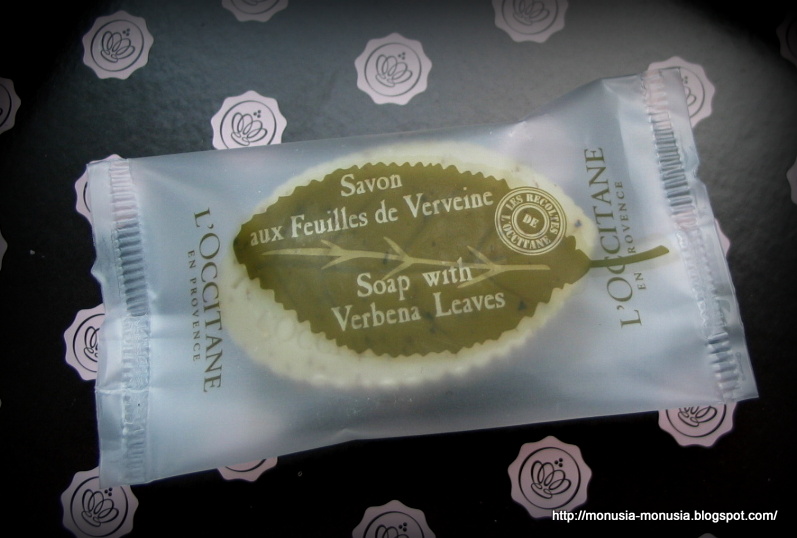 Savon
aux Feuilles de Verveine
LES RECOLTES
DE
L'OCCITANE
Soap with
Verbena Leaves
L'OCCITANE
EN PROVENCE
L'OCCITANE
EN PROVENCE
http://monusia-monusia.blogspot.com/